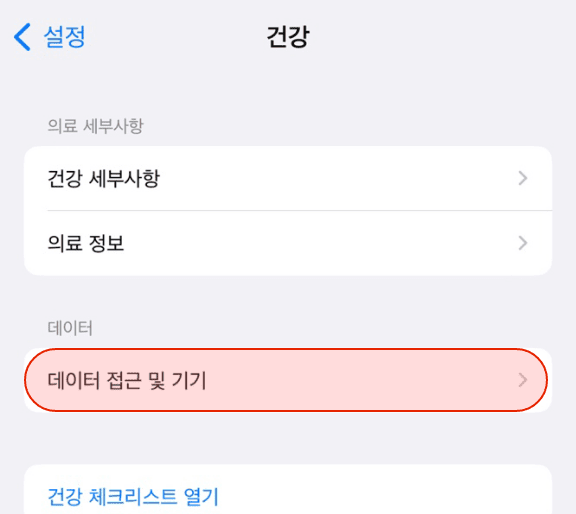 설정
건강
의료 세부사항
건강 세부사항
의료 정보
데이터
데이터 접근 및 기기
건강 체크리스트 열기